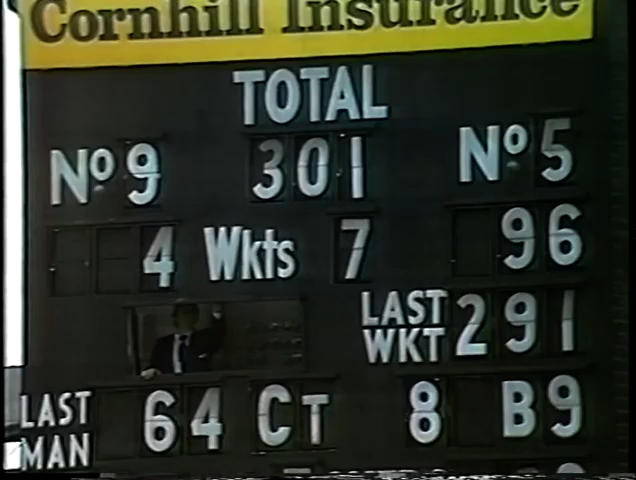 Cornhill Insurance
TOTAL
No 9 301 No 5
4 Wkts 7 96
LAST WKT 291
LAST MAN 64 CT 8 B9